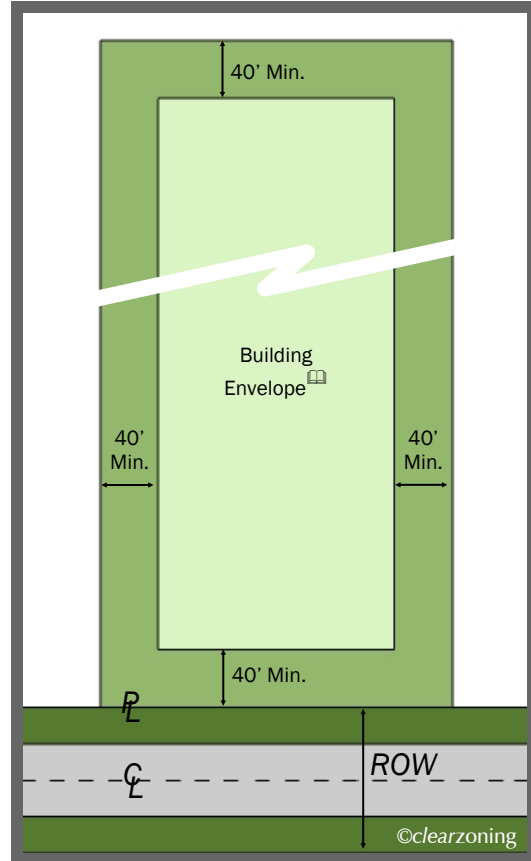 40’ Min.
Building
Envelope
40’
Min.
40’
Min.
40’ Min.
PL
CL
ROW
©clearzoning